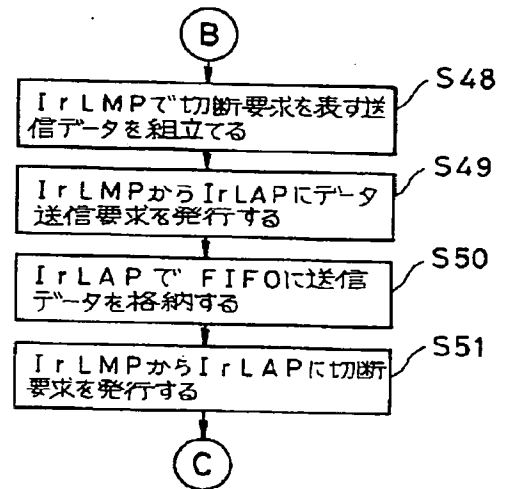 B
S48
IrLMPで切断要求を表す送
信データを組立てる
S49
IrLMPからIrLAPにデータ
送信要求を発行する
S50
IrLAPで FIFOに送信
データを格納する
S51
IrLMPからIrLAPに切断
要求を発行する
C